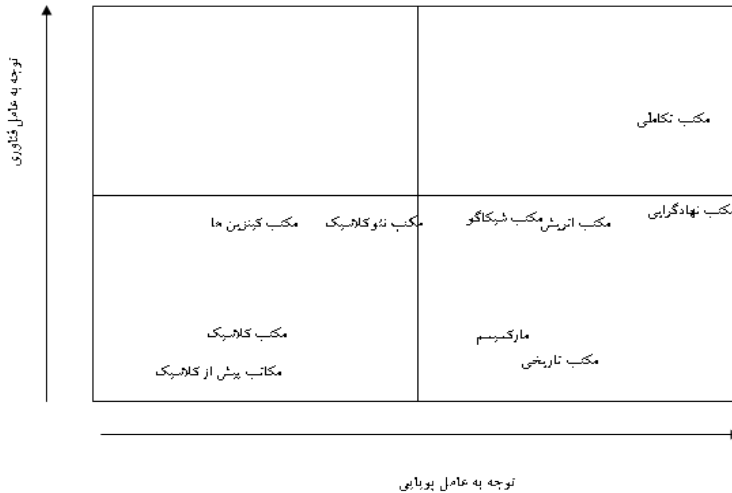 توجه به عامل فناوری
مکتب تکاملی
مکتب نهادگرایی
مکتب اتریش
مکتب شیکاگو
مکتب نئوکلاسیک
مکتب کینزین ها
مارکسیسم
مکتب کلاسیک
مکتب تاریخی
مکاتب پیش از کلاسیک
توجه به عامل پویایی